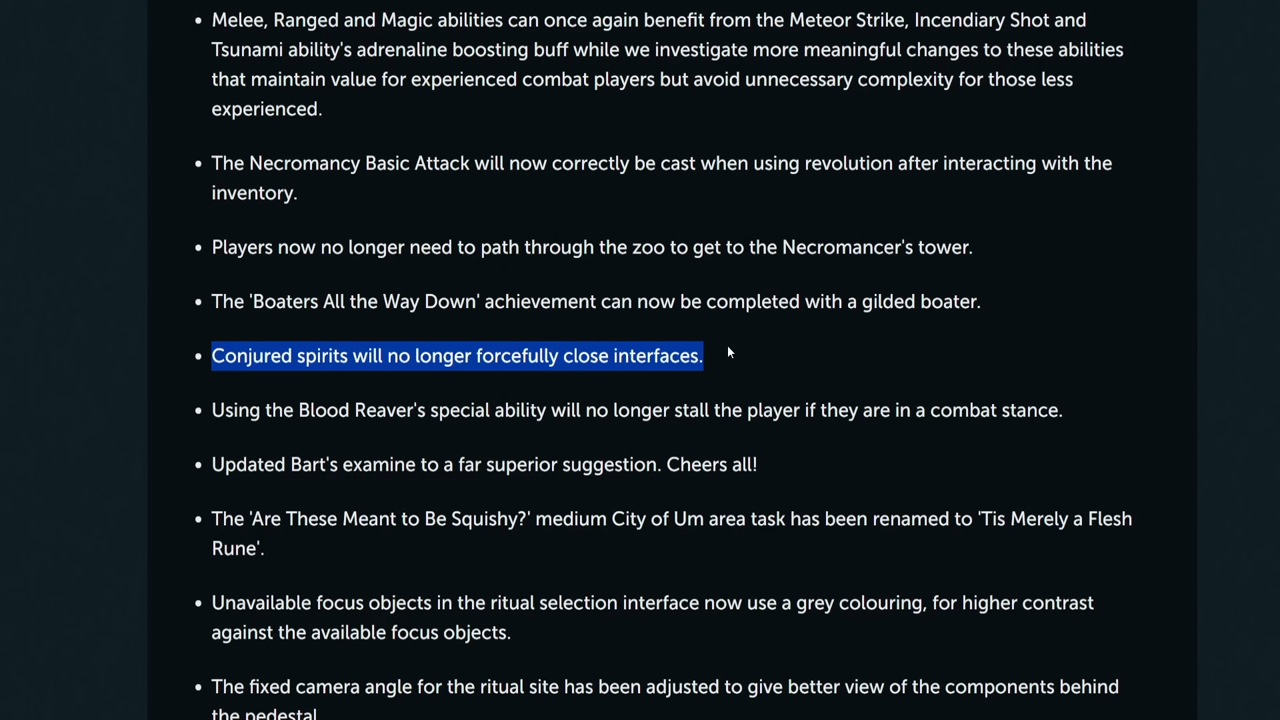 • Melee, Ranged and Magic abilities can once again benefit from the Meteor Strike, Incendiary Shot and
Tsunami ability's adrenaline boosting buff while we investigate more meaningful changes to these abilities
that maintain value for experienced combat players but avoid unnecessary complexity for those less
experienced.
• The Necromancy Basic Attack will now correctly be cast when using revolution after interacting with the
inventory.
• Players now no longer need to path through the zoo to get to the Necromancer's tower.
• The 'Boaters All the Way Down' achievement can now be completed with a gilded boater.
• Conjured spirits will no longer forcefully close interfaces.
• Using the Blood Reaver's special ability will no longer stall the player if they are in a combat stance.
• Updated Bart's examine to a far superior suggestion. Cheers all!
• The 'Are These Meant to Be Squishy?' medium City of Um area task has been renamed to 'Tis Merely a Flesh
Rune'.
• Unavailable focus objects in the ritual selection interface now use a grey colouring, for higher contrast
against the available focus objects.
• The fixed camera angle for the ritual site has been adjusted to give better view of the components behind
the pedestal